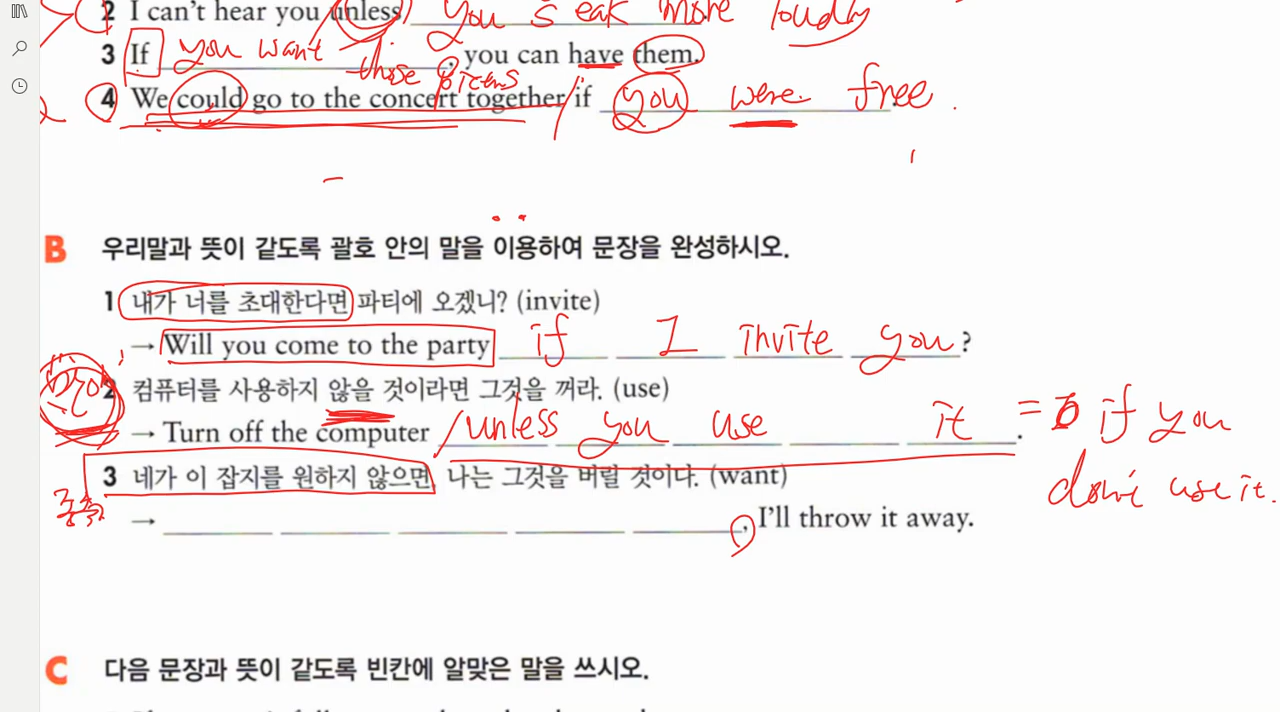 2 I can't hear you unless you s eak more loudly
3 If you want those pictures, you can have them.
4 We could go to the concert together if you were free.
B 우리말과 뜻이 같도록 괄호 안의 말을 이용하여 문장을 완성하시오.
1 내가 너를 초대한다면 파티에 오겠니? (invite)
→ Will you come to the party if I invite you?
2 컴퓨터를 사용하지 않을 것이라면 그것을 꺼라. (use)
→ Turn off the computer unless you use it. = if you
don't use it.
3 네가 이 잡지를 원하지 않으면, 나는 그것을 버릴 것이다. (want)
→ , I'll throw it away.
C 다음 문장과 뜻이 같도록 빈칸에 알맞은 말을 쓰시오.